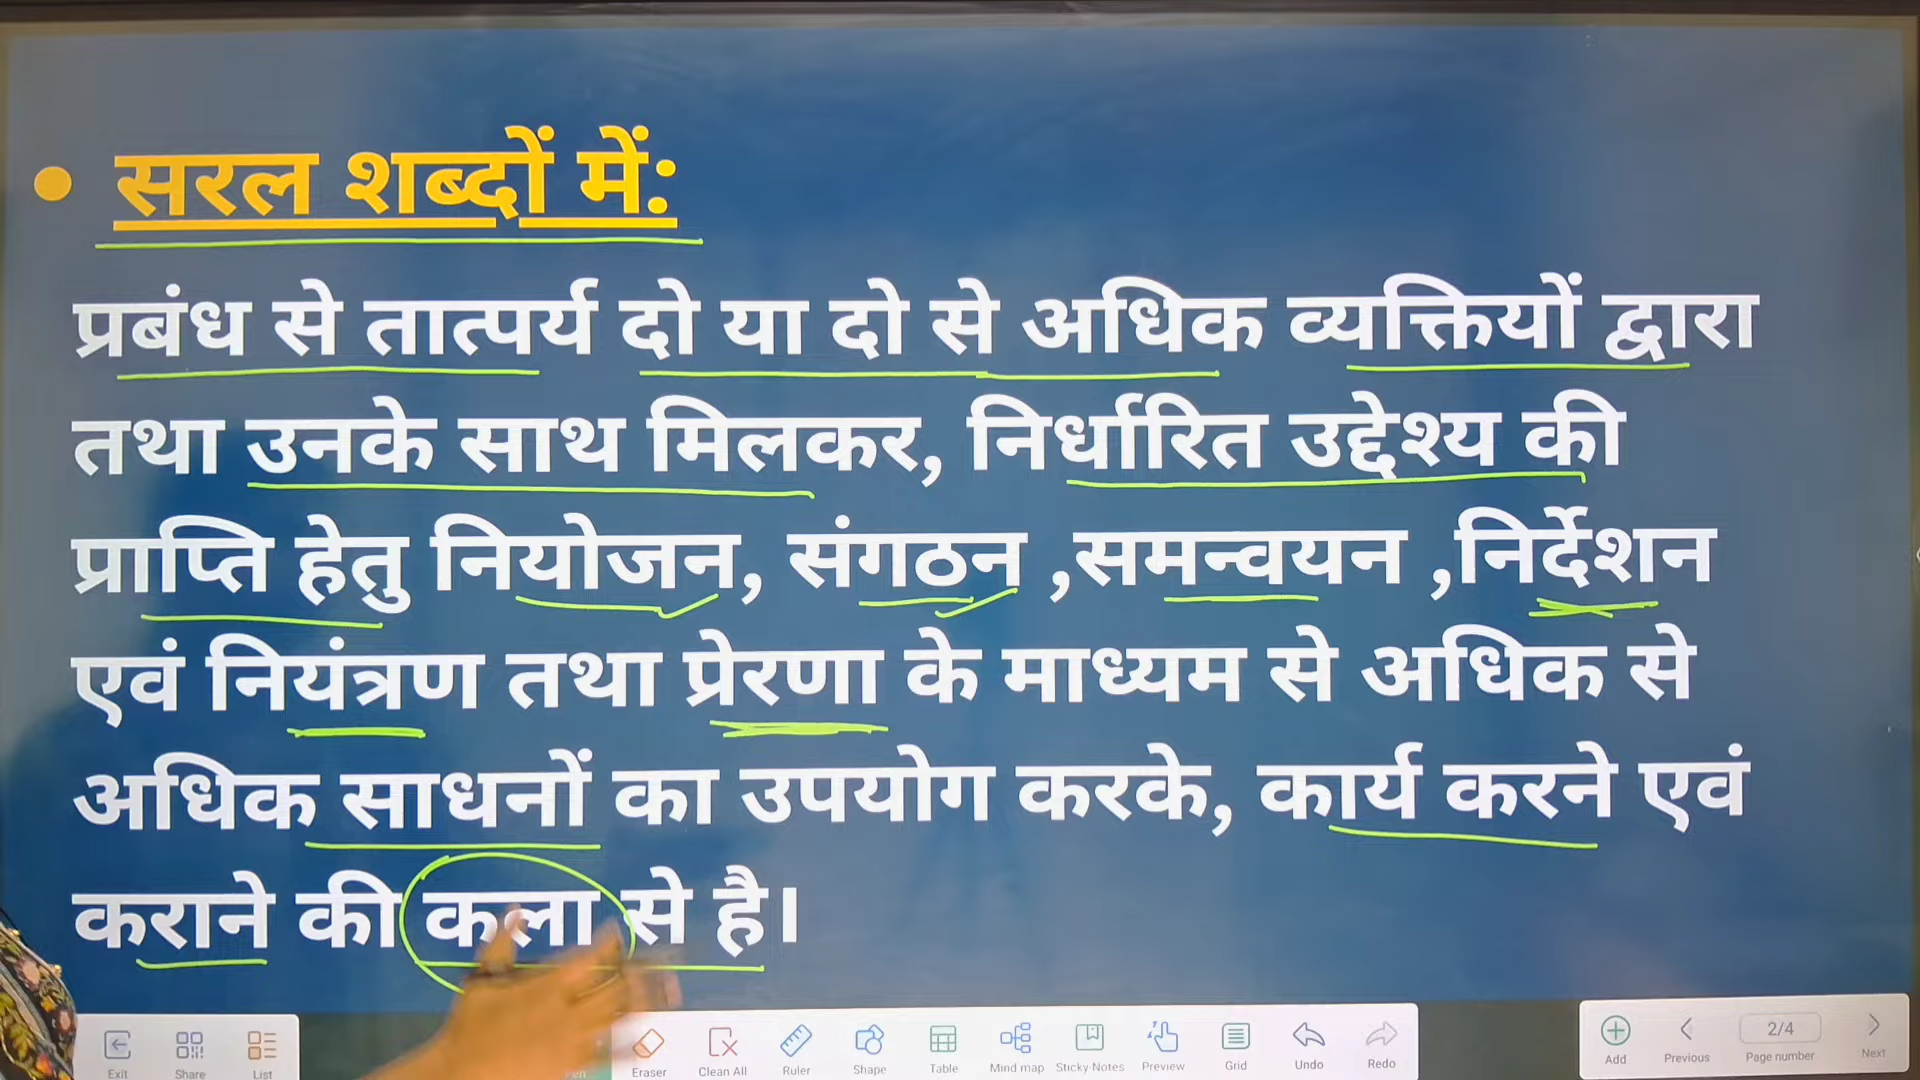 • सरल शब्दों में:
प्रबंध से तात्पर्य दो या दो से अधिक व्यक्तियों द्वारा
तथा उनके साथ मिलकर, निर्धारित उद्देश्य की
प्राप्ति हेतु नियोजन, संगठन ,समन्वयन ,निर्देशन
एवं नियंत्रण तथा प्रेरणा के माध्यम से अधिक से
अधिक साधनों का उपयोग करके, कार्य करने एवं
कराने की कला से है।
Exit Share List Pen Eraser Clean All Ruler Shape Table Mind map Sticky Notes Preview Grid Undo Redo Add Previous 2/4 Page number Next